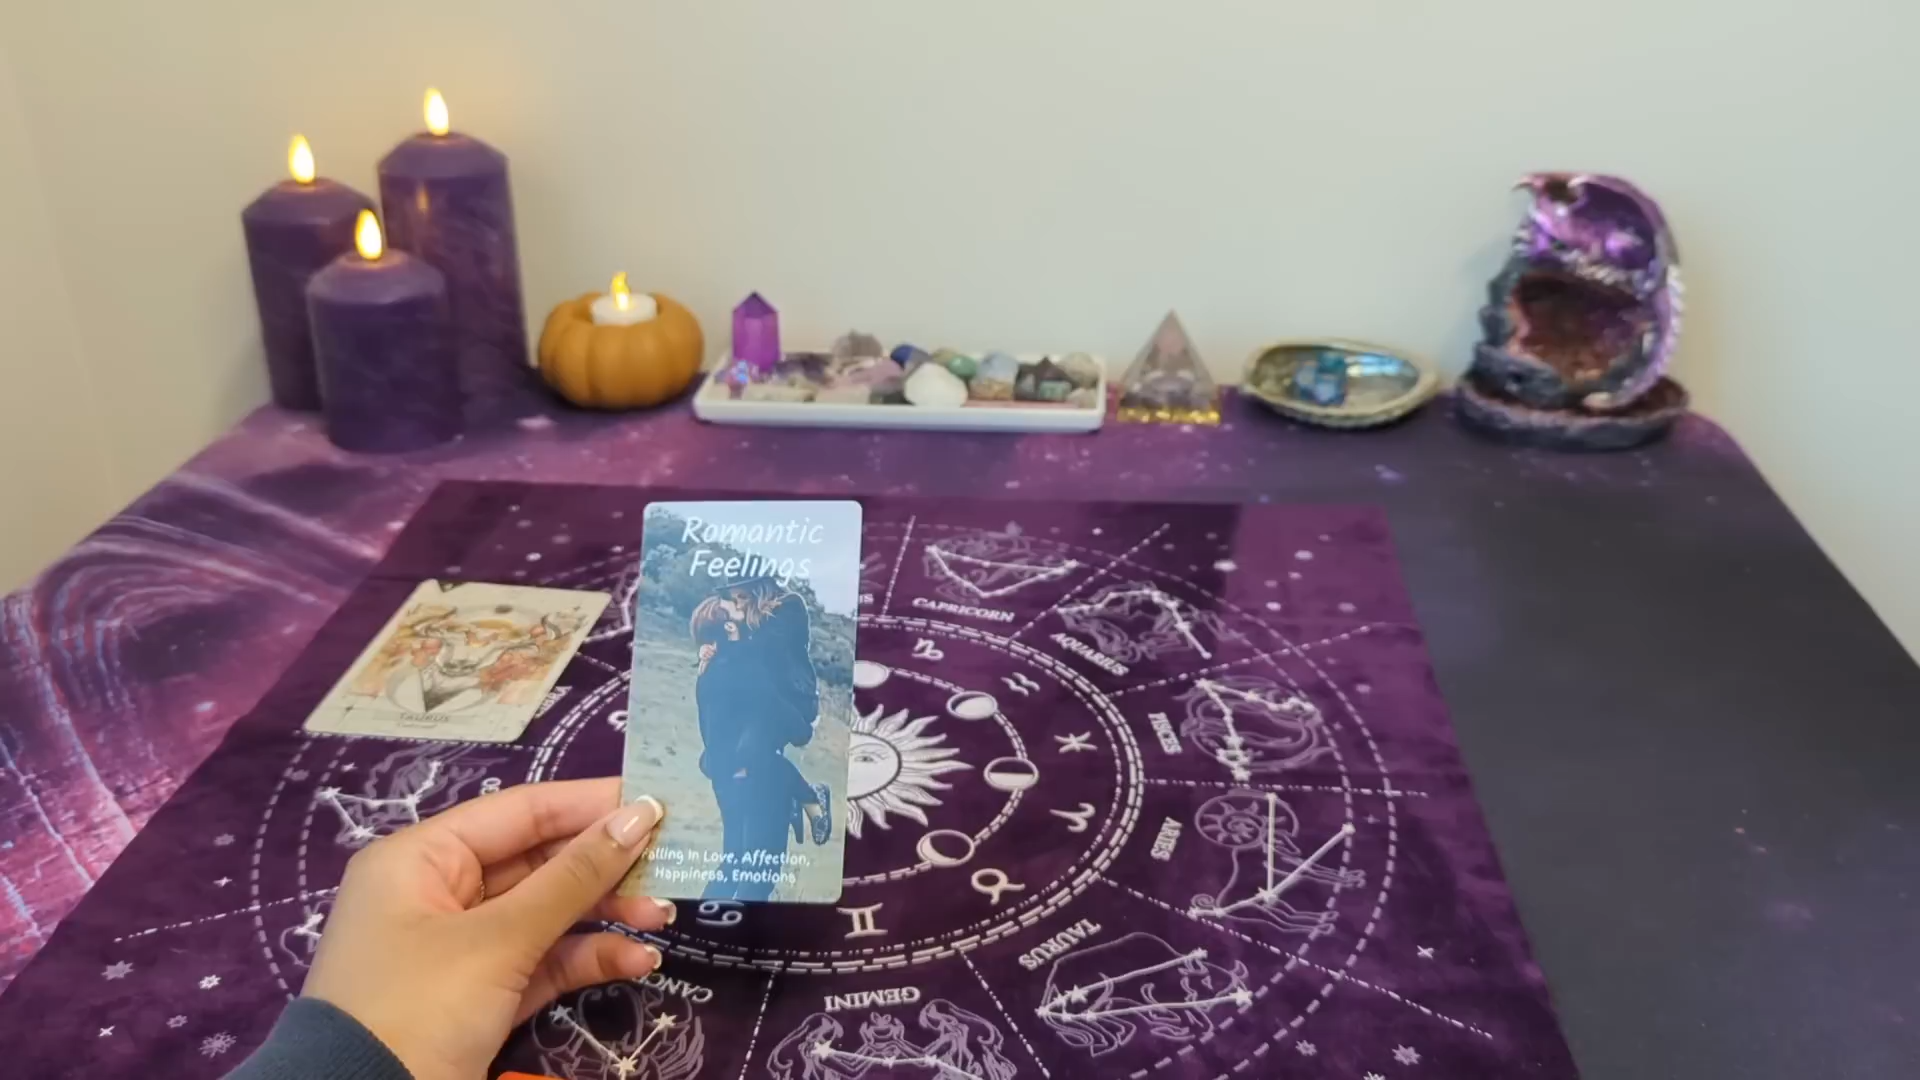 Romantic
Feelings
Falling In Love, Affection,
Happiness, Emotions
TAURUS
CAPRICORN
AQUARIUS
PISCES
ARIES
TAURUS
GEMINI